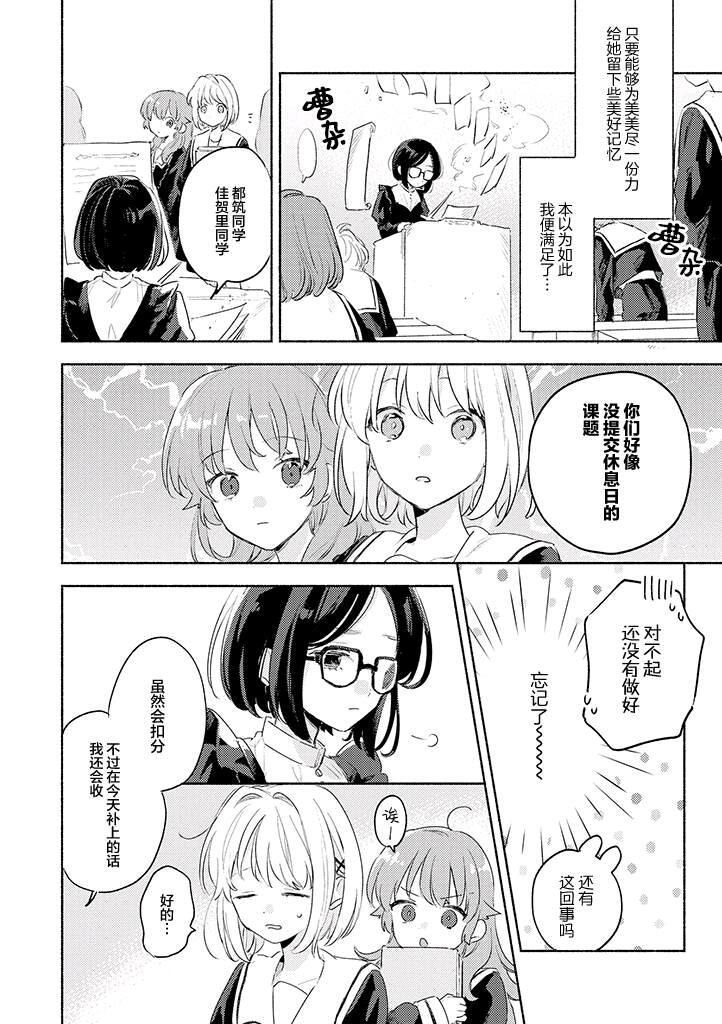 只要能够为美美尽一份力
给她留下些美好记忆
本以为如此
我便满足了…
嘈杂
嘈杂
都筑同学
佳贺里同学
你们好像
没提交休息日的
课题
对不起
还没有做好
忘记了~~~~
还有
这回事吗
虽然会扣分
不过在今天补上的话
我还会收
诶—
好的…